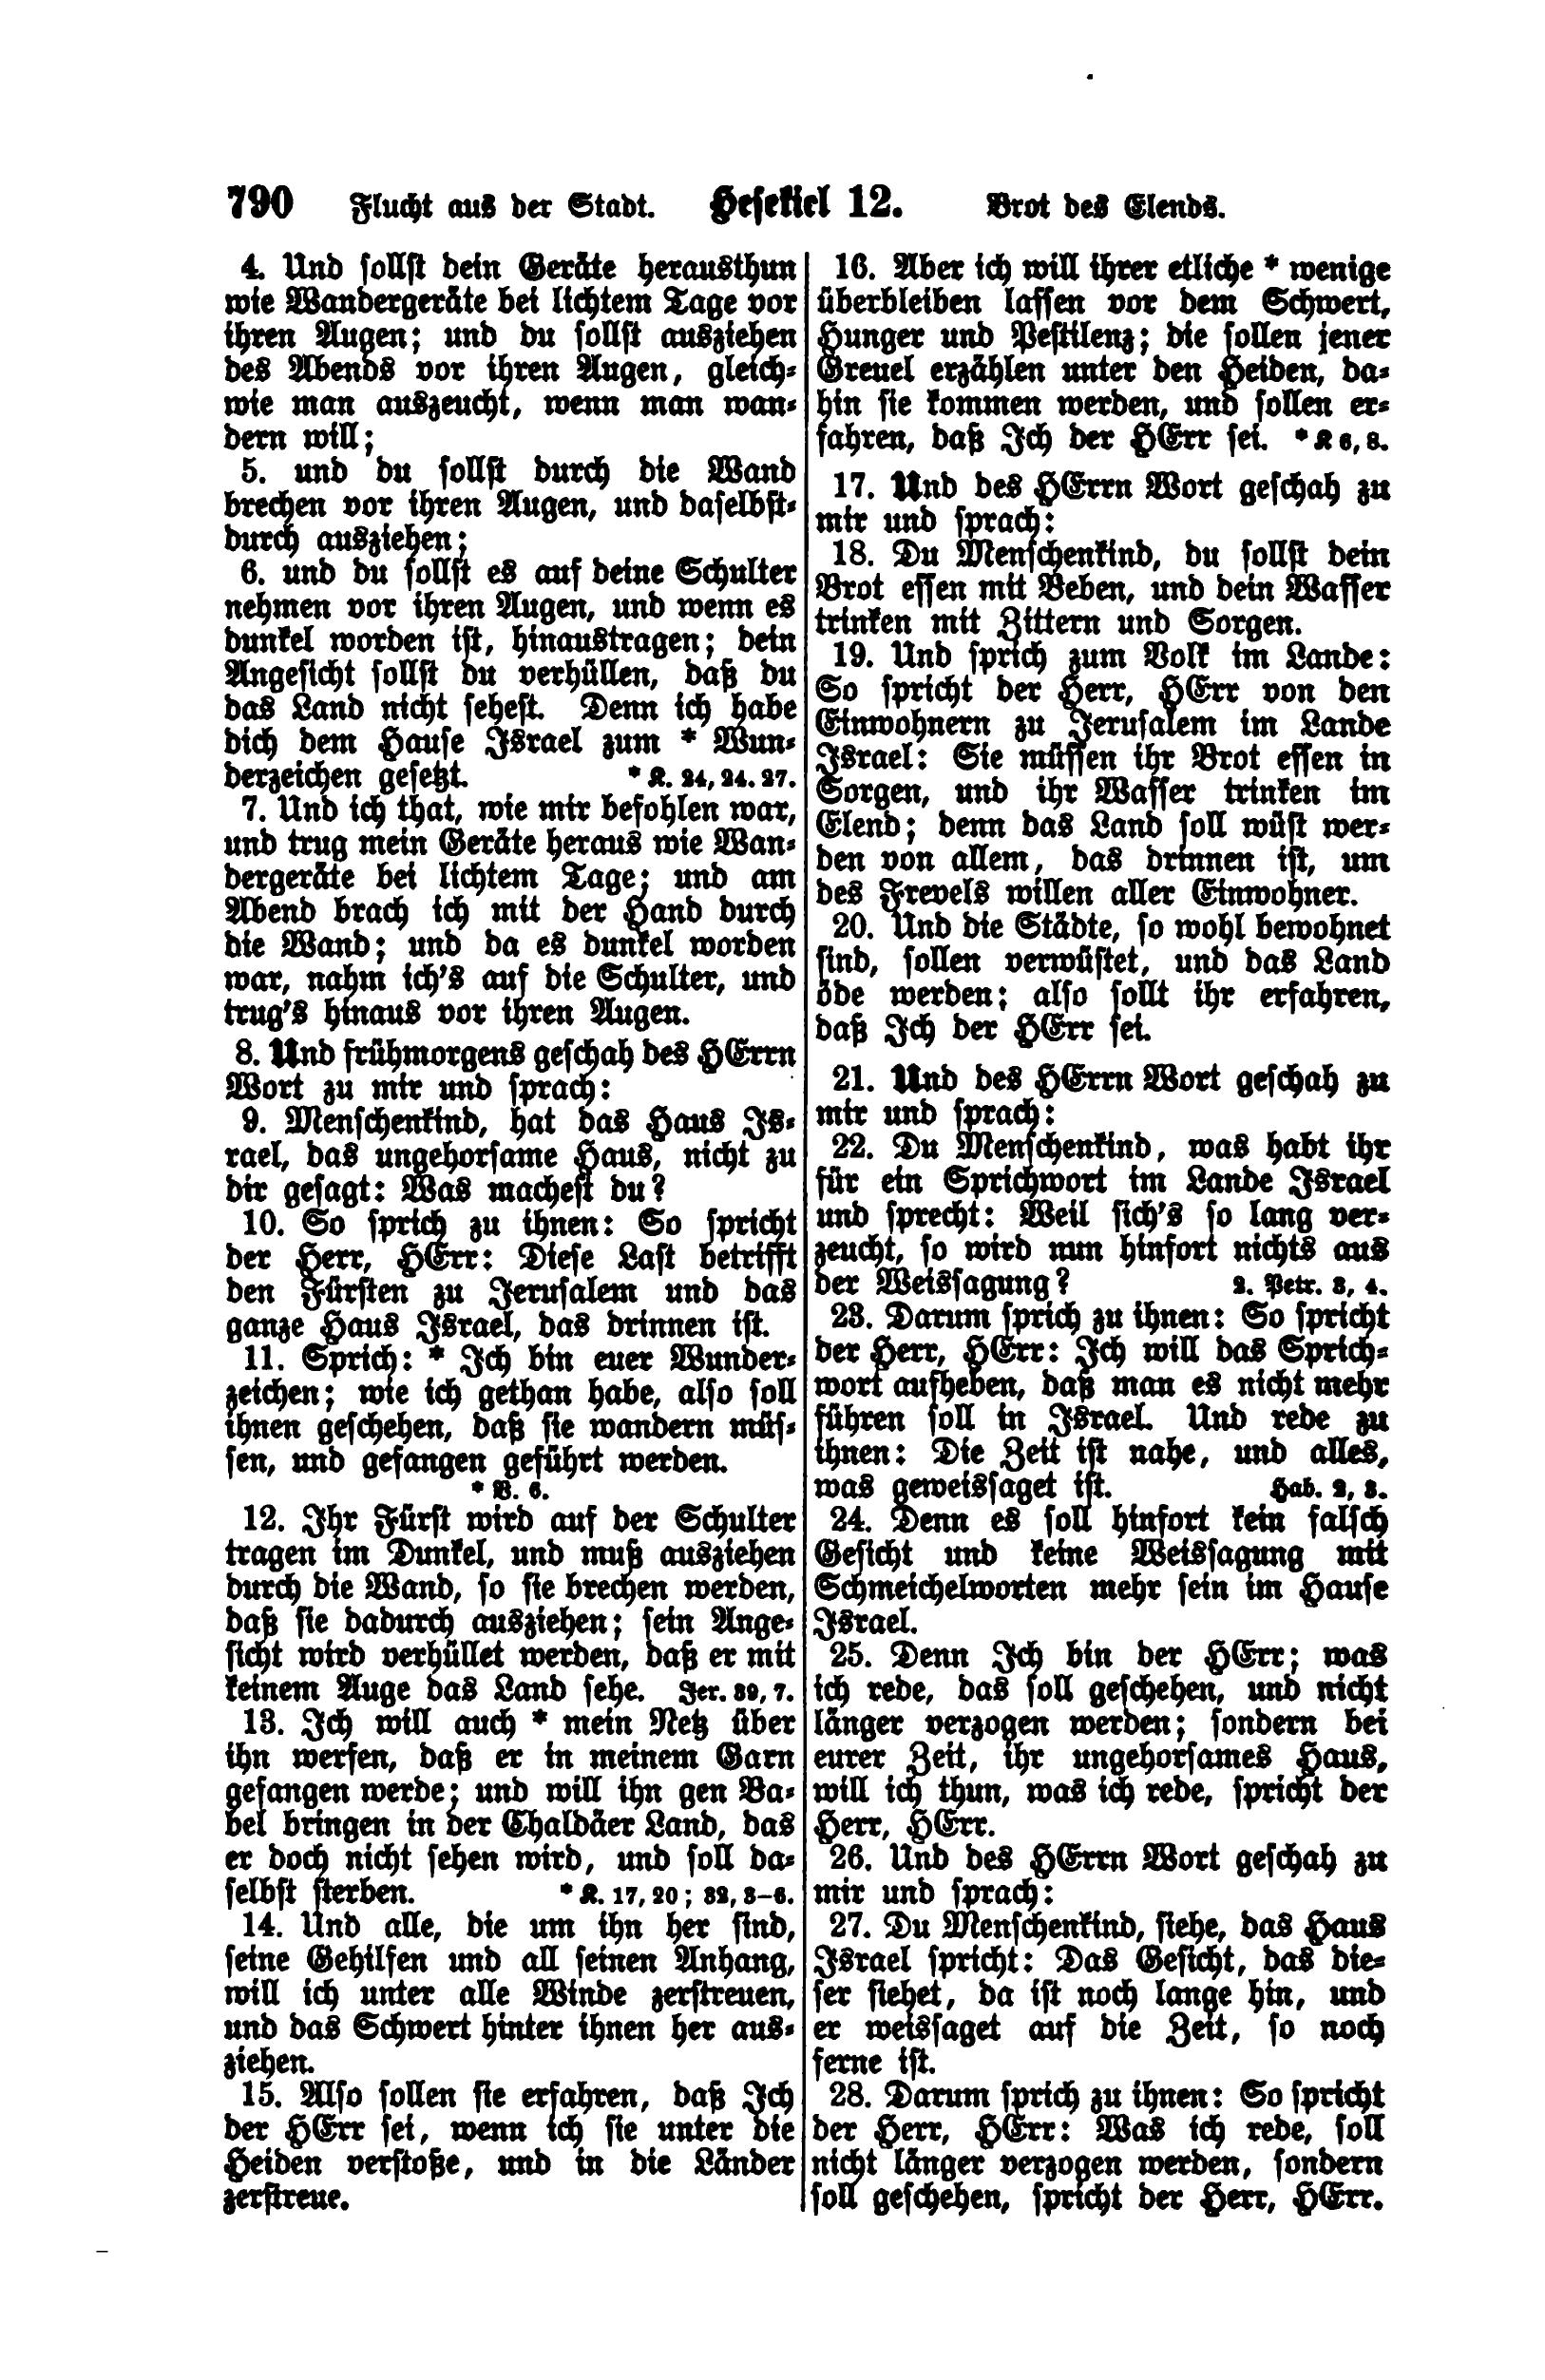 790 Flucht aus der Stadt. Hesekiel 12. Brot des Elends.
4. Und sollst dein Geräte herausthun
wie Wandergeräte bei lichtem Tage vor
ihren Augen; und du sollst ausziehen
des Abends vor ihren Augen, gleich-
wie man auszeucht, wenn man wan-
dern will;
5. und du sollst durch die Wand
brechen vor ihren Augen, und daselbst-
durch ausziehen;
6. und du sollst es auf deine Schulter
nehmen vor ihren Augen, und wenn es
dunkel worden ist, hinaustragen; dein
Angesicht sollst du verhüllen, daß du
das Land nicht sehest. Denn ich habe
dich dem Hause Israel zum * Wun-
derzeichen gesetzt. * K. 24, 24. 27.
7. Und ich that, wie mir befohlen war,
und trug mein Geräte heraus wie Wan-
dergeräte bei lichtem Tage; und am
Abend brach ich mit der Hand durch
die Wand; und da es dunkel worden
war, nahm ich's auf die Schulter, und
trug's hinaus vor ihren Augen.
8. Und frühmorgens geschah des HErrn
Wort zu mir und sprach:
9. Menschenkind, hat das Haus Is-
rael, das ungehorsame Haus, nicht zu
dir gesagt: Was machest du?
10. So sprich zu ihnen: So spricht
der Herr, HErr: Diese Last betrifft
den Fürsten zu Jerusalem und das
ganze Haus Israel, das drinnen ist.
11. Sprich: * Ich bin euer Wunder-
zeichen; wie ich gethan habe, also soll
ihnen geschehen, daß sie wandern müs-
sen, und gefangen geführt werden.
* V. 6.
12. Ihr Fürst wird auf der Schulter
tragen im Dunkel, und muß ausziehen
durch die Wand, so sie brechen werden,
daß sie dadurch ausziehen; sein Ange-
sicht wird verhüllet werden, daß er mit
keinem Auge das Land sehe. Jer. 39, 7.
13. Ich will auch * mein Netz über
ihn werfen, daß er in meinem Garn
gefangen werde; und will ihn gen Ba-
bel bringen in der Chaldäer Land, das
er doch nicht sehen wird, und soll da-
selbst sterben. * K. 17, 20; 32, 3–6.
14. Und alle, die um ihn her sind,
seine Gehilfen und all seinen Anhang,
will ich unter alle Winde zerstreuen,
und das Schwert hinter ihnen her aus-
ziehen.
15. Also sollen sie erfahren, daß Ich
der HErr sei, wenn ich sie unter die
Heiden verstoße, und in die Länder
zerstreue.
16. Aber ich will ihrer etliche * wenige
überbleiben lassen vor dem Schwert,
Hunger und Pestilenz; die sollen jener
Greuel erzählen unter den Heiden, da-
hin sie kommen werden, und sollen er-
fahren, daß Ich der HErr sei. * K 6, 8.
17. Und des HErrn Wort geschah zu
mir und sprach:
18. Du Menschenkind, du sollst dein
Brot essen mit Beben, und dein Wasser
trinken mit Zittern und Sorgen.
19. Und sprich zum Volk im Lande:
So spricht der Herr, HErr von den
Einwohnern zu Jerusalem im Lande
Israel: Sie müssen ihr Brot essen in
Sorgen, und ihr Wasser trinken im
Elend; denn das Land soll wüst wer-
den von allem, das drinnen ist, um
des Frevels willen aller Einwohner.
20. Und die Städte, so wohl bewohnet
sind, sollen verwüstet, und das Land
öde werden; also sollt ihr erfahren,
daß Ich der HErr sei.
21. Und des HErrn Wort geschah zu
mir und sprach:
22. Du Menschenkind, was habt ihr
für ein Sprichwort im Lande Israel
und sprecht: Weil sich's so lang ver-
zeucht, so wird nun hinfort nichts aus
der Weissagung? 2. Petr. 3, 4.
23. Darum sprich zu ihnen: So spricht
der Herr, HErr: Ich will das Sprich-
wort aufheben, daß man es nicht mehr
führen soll in Israel. Und rede zu
ihnen: Die Zeit ist nahe, und alles,
was geweissaget ist. Hab. 2, 3.
24. Denn es soll hinfort kein falsch
Gesicht und keine Weissagung mit
Schmeichelworten mehr sein im Hause
Israel.
25. Denn Ich bin der HErr; was
ich rede, das soll geschehen, und nicht
länger verzogen werden; sondern bei
eurer Zeit, ihr ungehorsames Haus,
will ich thun, was ich rede, spricht der
Herr, HErr.
26. Und des HErrn Wort geschah zu
mir und sprach:
27. Du Menschenkind, siehe, das Haus
Israel spricht: Das Gesicht, das die-
ser siehet, da ist noch lange hin, und
er weissaget auf die Zeit, so noch
ferne ist.
28. Darum sprich zu ihnen: So spricht
der Herr, HErr: Was ich rede, soll
nicht länger verzogen werden, sondern
soll geschehen, spricht der Herr, HErr.